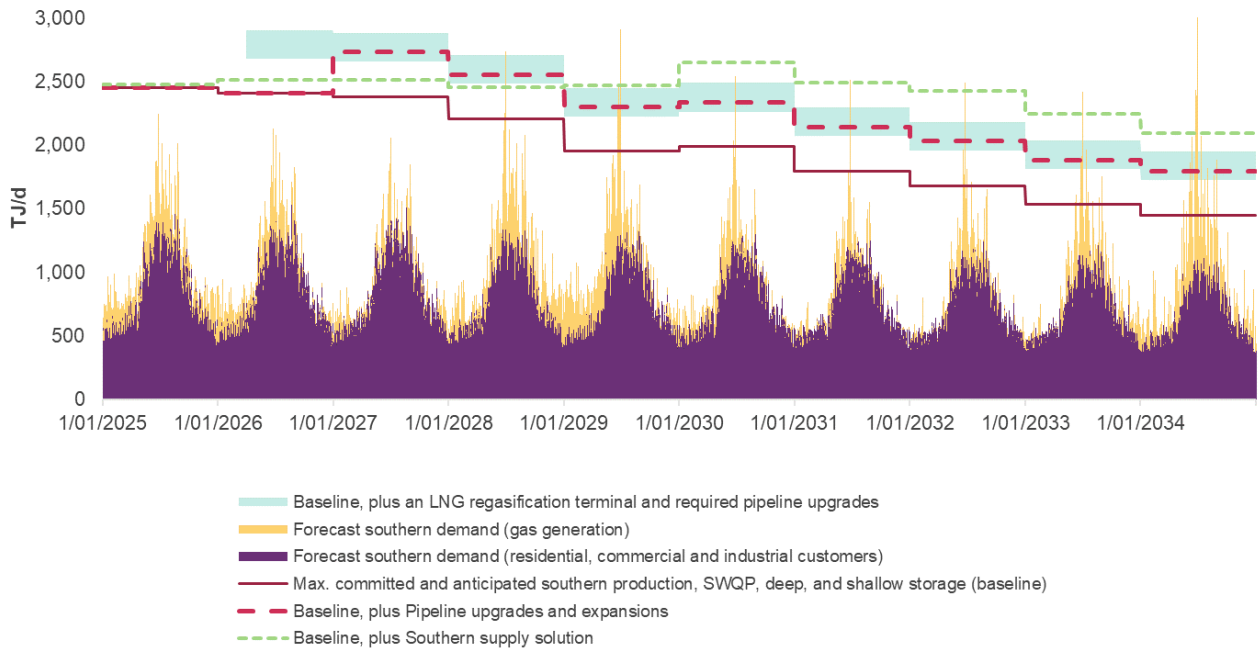 3,000
2,500
2,000
1,500
1,000
500
0
TJ/d
1/01/2025 1/01/2026 1/01/2027 1/01/2028 1/01/2029 1/01/2030 1/01/2031 1/01/2032 1/01/2033 1/01/2034
Baseline, plus an LNG regasification terminal and required pipeline upgrades
Forecast southern demand (gas generation)
Forecast southern demand (residential, commercial and industrial customers)
Max. committed and anticipated southern production, SWQP, deep, and shallow storage (baseline)
Baseline, plus Pipeline upgrades and expansions
Baseline, plus Southern supply solution